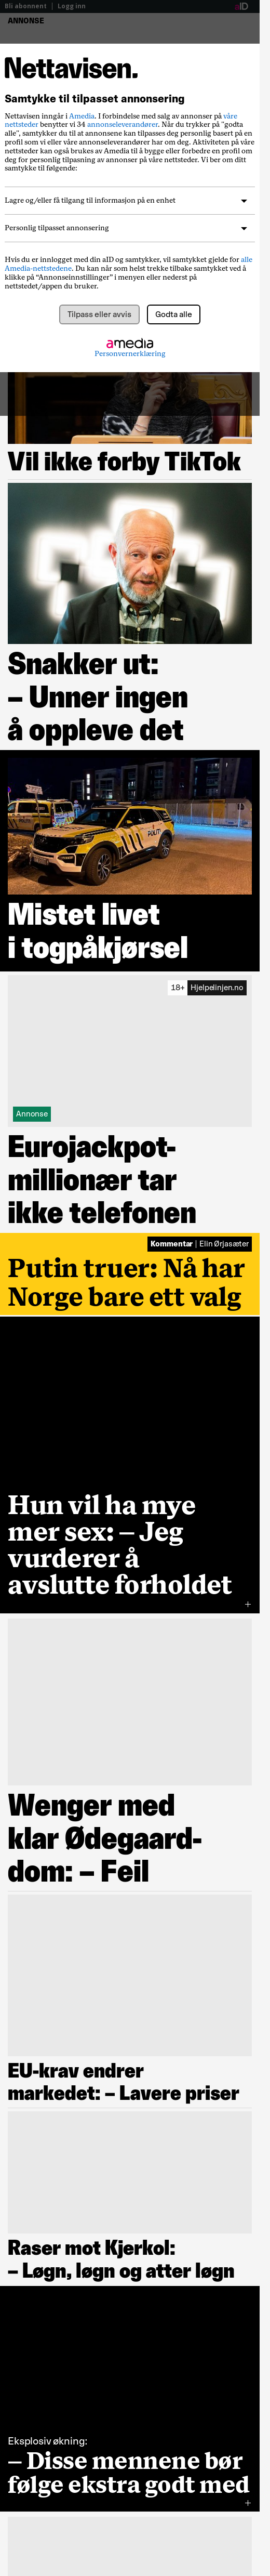 Bli abonnent | Logg inn
aID
ANNONSE
Nettavisen.
Samtykke til tilpasset annonsering
Nettavisen inngår i Amedia. I forbindelse med salg av annonser på våre
nettsteder benytter vi 34 annonseleverandører. Når du trykker på "godta
alle", samtykker du til at annonsene kan tilpasses deg personlig basert på en
profil som vi eller våre annonseleverandører har om deg. Aktiviteten på våre
nettsteder kan også brukes av Amedia til å bygge eller forbedre en profil om
deg for personlig tilpasning av annonser på våre nettsteder. Vi ber om ditt
samtykke til følgende:
Lagre og/eller få tilgang til informasjon på en enhet
Personlig tilpasset annonsering
Hvis du er innlogget med din aID og samtykker, vil samtykket gjelde for alle
Amedia-nettstedene. Du kan når som helst trekke tilbake samtykket ved å
klikke på “Annonseinnstillinger” i menyen eller nederst på
nettstedet/appen du bruker.
Tilpass eller avvis
Godta alle
amedia
Personvernerklæring
Vil ikke forby TikTok
Snakker ut:
– Unner ingen
å oppleve det
POLITI
Mistet livet
i togpåkjørsel
18+ Hjelpelinjen.no
Annonse
Eurojackpot-
millionær tar
ikke telefonen
Kommentar | Elin Ørjasæter
Putin truer: Nå har
Norge bare ett valg
Hun vil ha mye
mer sex: – Jeg
vurderer å
avslutte forholdet
Wenger med
klar Ødegaard-
dom: – Feil
EU-krav endrer
markedet: – Lavere priser
Raser mot Kjerkol:
– Løgn, løgn og atter løgn
Eksplosiv økning:
– Disse mennene bør
følge ekstra godt med